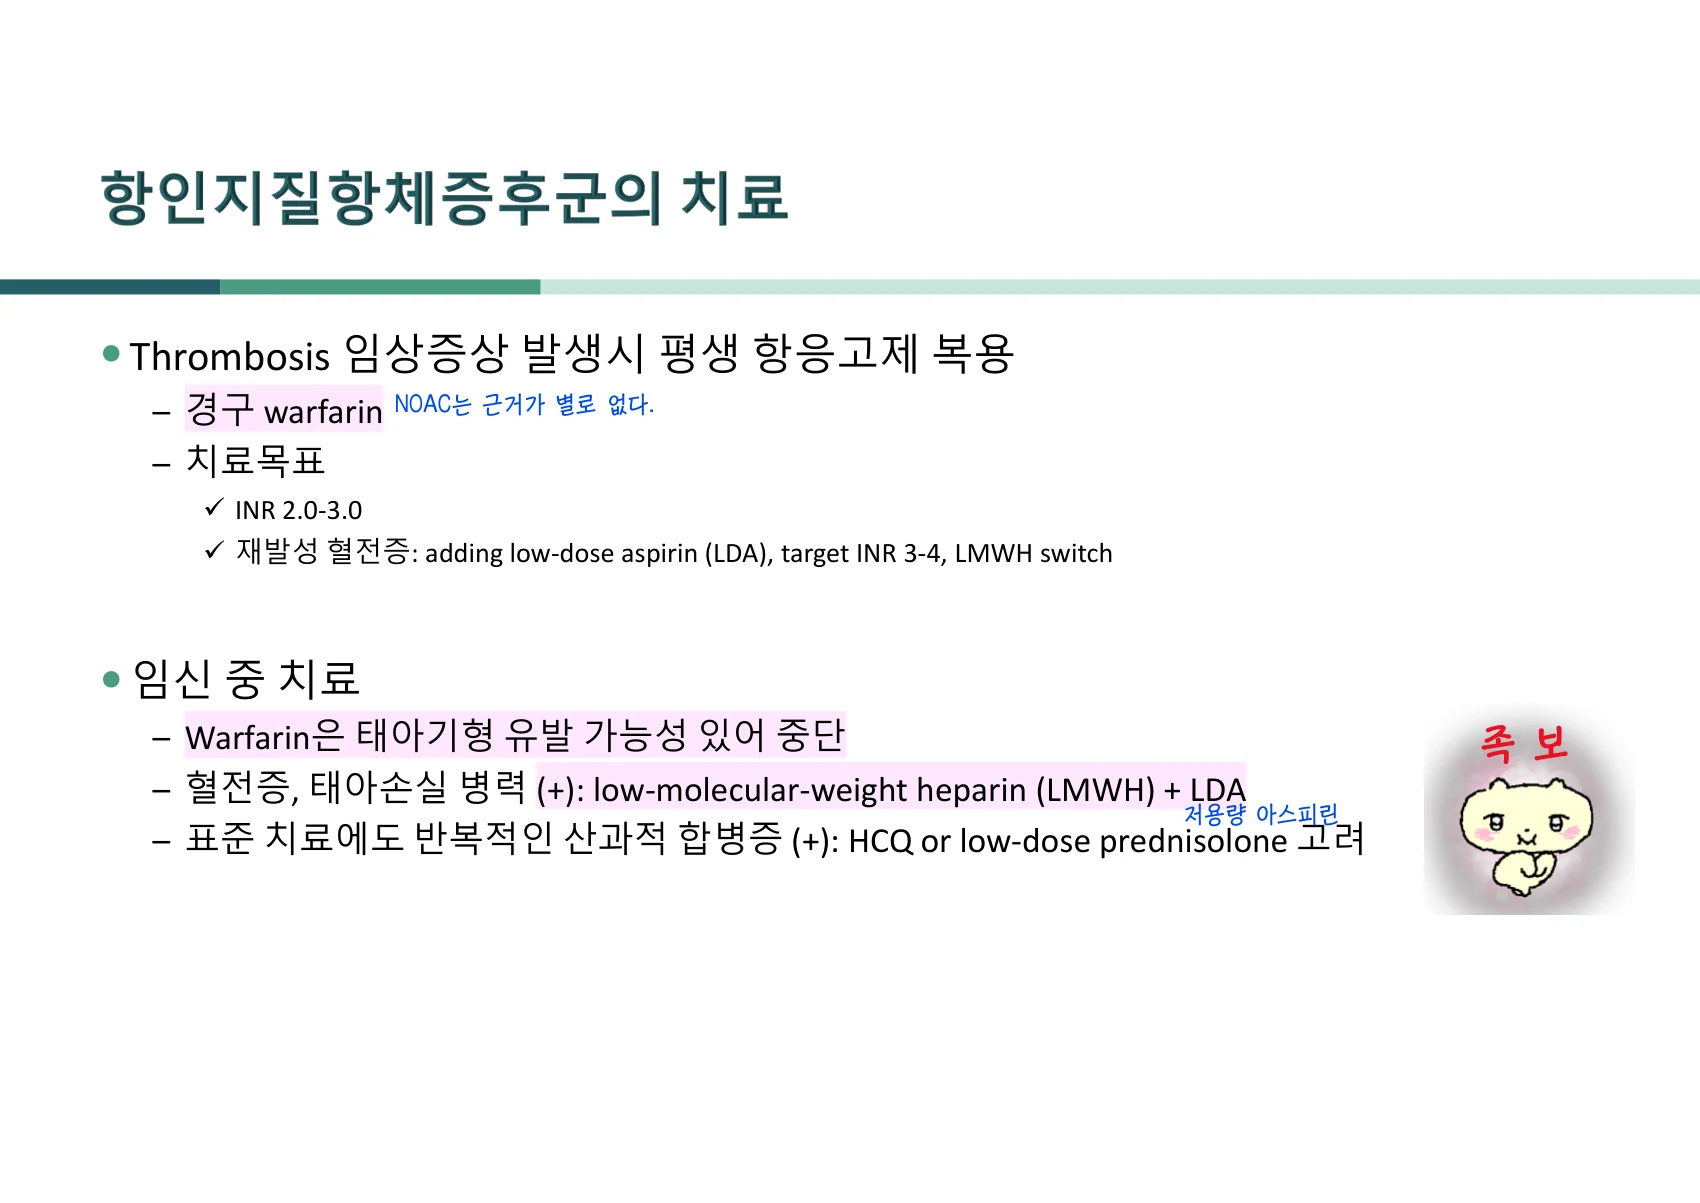 항인지질항체증후군의 치료
• Thrombosis 임상증상 발생시 평생 항응고제 복용
– 경구 warfarin NOAC는 근거가 별로 없다.
– 치료목표
✓ INR 2.0-3.0
✓ 재발성 혈전증: adding low-dose aspirin (LDA), target INR 3-4, LMWH switch
• 임신 중 치료
– Warfarin은 태아기형 유발 가능성 있어 중단
– 혈전증, 태아손실 병력 (+): low-molecular-weight heparin (LMWH) + LDA
저용량 아스피린
– 표준 치료에도 반복적인 산과적 합병증 (+): HCQ or low-dose prednisolone 고려
족보